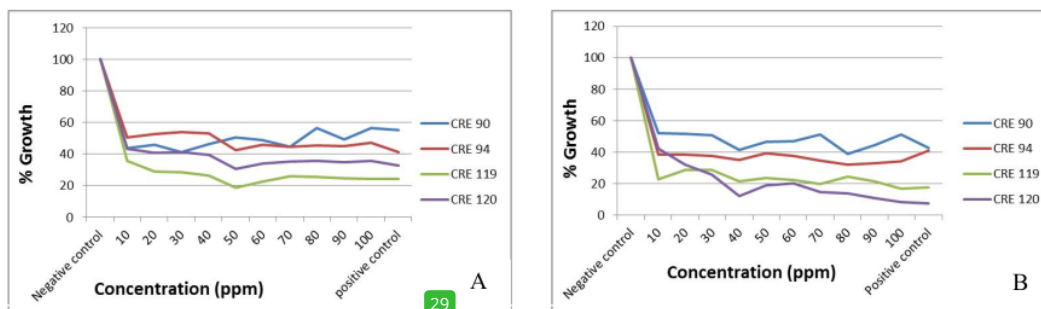 120
100
80
60
40
20
0
% Growth
Negative control
10
20
30
40
50
60
70
80
90
100
positive control
Concentration (ppm)
CRE 90
CRE 94
CRE 119
CRE 120
A
29
120
100
80
60
40
20
0
% Growth
Negative control
10
20
30
40
50
60
70
80
90
100
Positive control
Concentration (ppm)
CRE 90
CRE 94
CRE 119
CRE 120
B